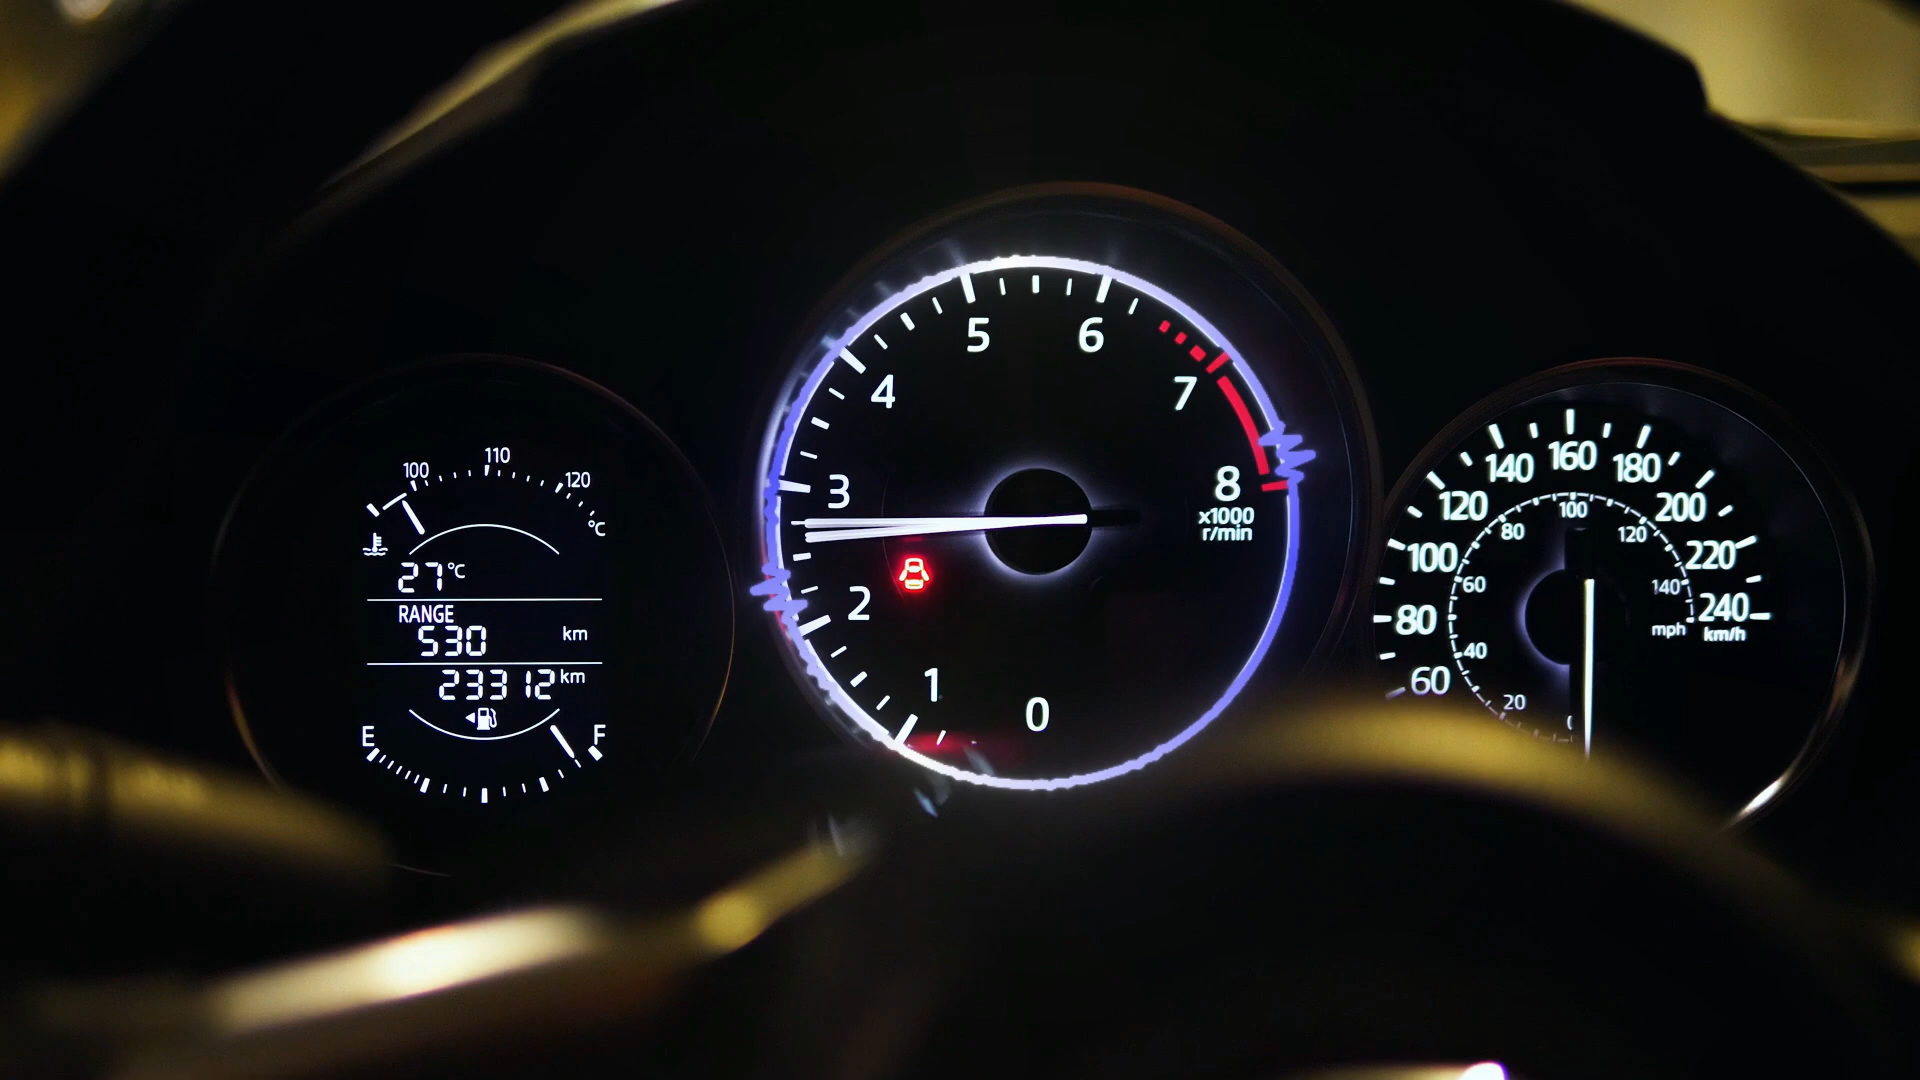 100 110 120
°C
27 °C
RANGE
530 km
23312 km
E F
0 1 2 3 4 5 6 7 8
x1000
r/min
60 80 100 120 140 160 180 200 220 240
km/h
20 40 60 80 100 120 140
mph